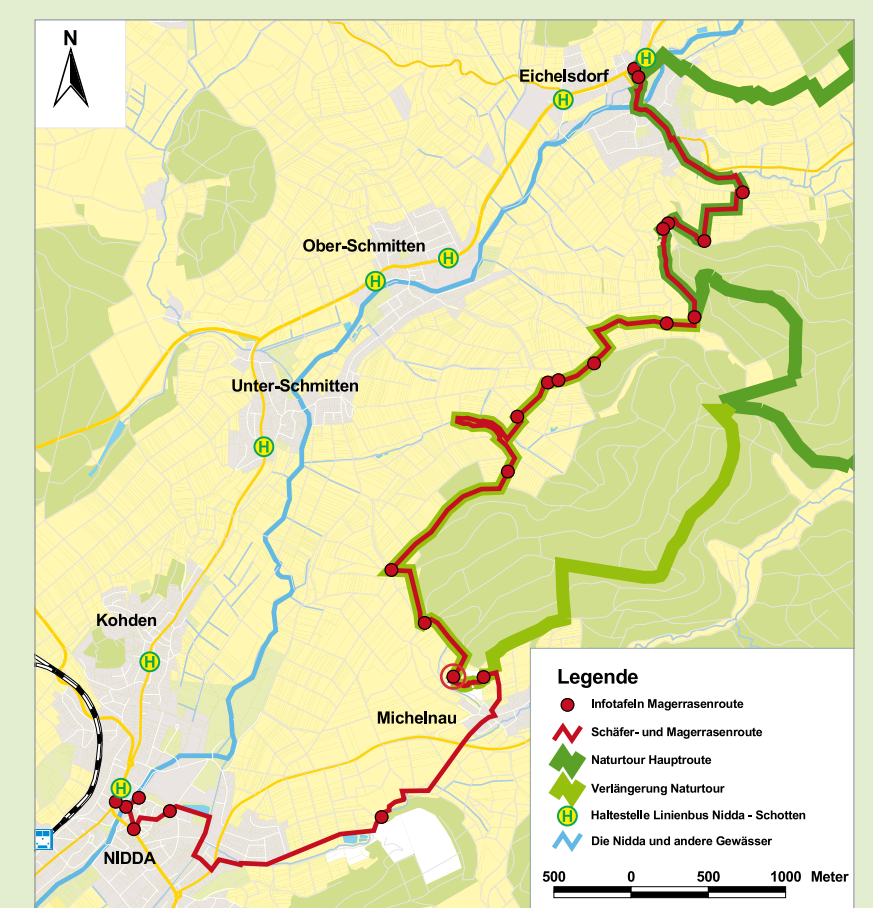 N
Eichelsdorf
H
H
Ober-Schmitten
H
H
Unter-Schmitten
H
Kohden
H
Michelnau
H
NIDDA
Legende
Infotafeln Magerrasenroute
Schäfer- und Magerrasenroute
Naturtour Hauptroute
Verlängerung Naturtour
H Haltestelle Linienbus Nidda - Schotten
Die Nidda und andere Gewässer
500 0 500 1000 Meter